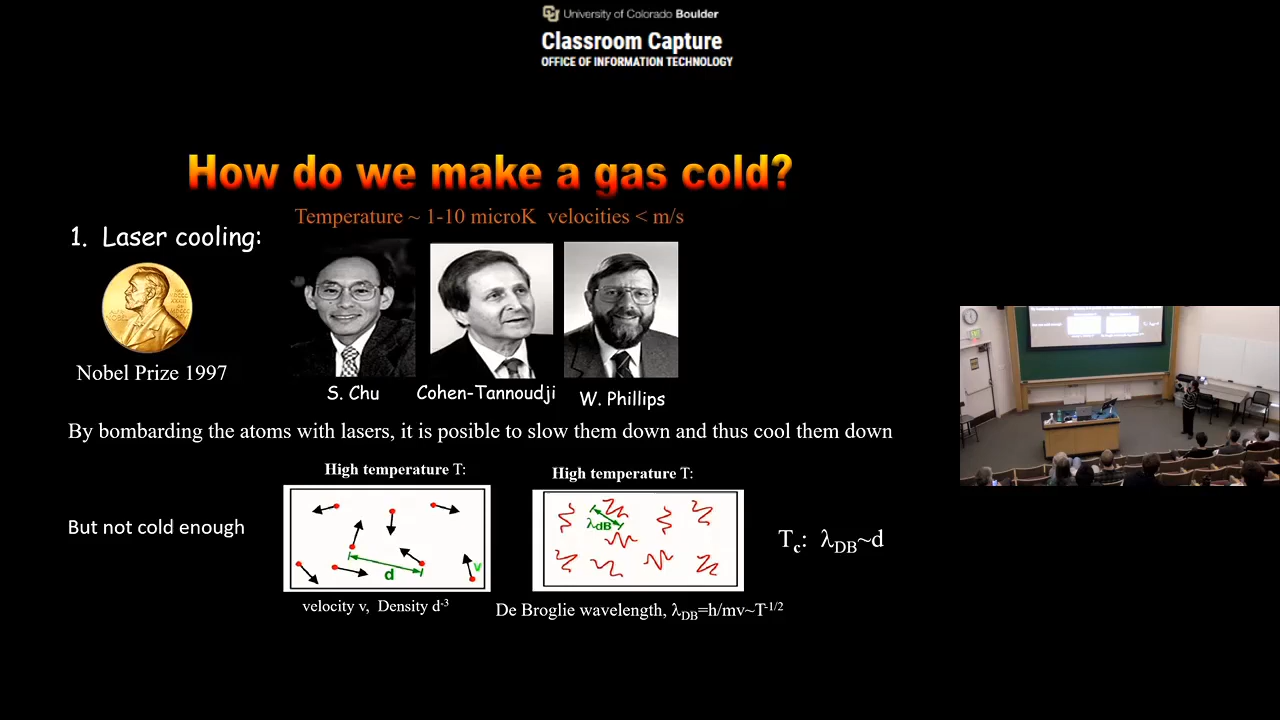 University of Colorado Boulder
Classroom Capture
OFFICE OF INFORMATION TECHNOLOGY
How do we make a gas cold?
Temperature ~ 1-10 microK velocities < m/s
1. Laser cooling:
Nobel Prize 1997
S. Chu
Cohen-Tannoudji
W. Phillips
By bombarding the atoms with lasers, it is posible to slow them down and thus cool them down
High temperature T:
High temperature T:
But not cold enough
d
v
λdB
Tc: λDB~d
velocity v, Density d-3
De Broglie wavelength, λDB=h/mv~T-1/2